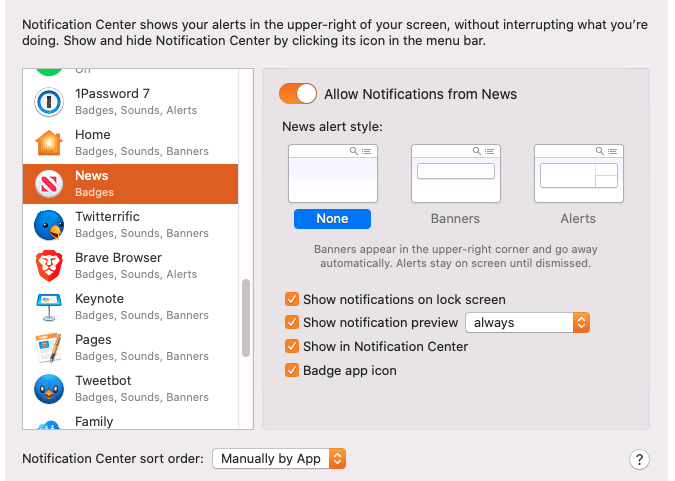 Notification Center shows your alerts in the upper-right of your screen, without interrupting what you're
doing. Show and hide Notification Center by clicking its icon in the menu bar.
1Password 7
Badges, Sounds, Alerts
Home
Badges, Sounds, Banners
News
Badges
Twitterrific
Badges, Sounds, Banners
Brave Browser
Badges, Sounds, Alerts
Keynote
Badges, Sounds, Banners
Pages
Badges, Sounds, Banners
Tweetbot
Badges, Sounds, Banners
Family
Allow Notifications from News
News alert style:
None
Banners
Alerts
Banners appear in the upper-right corner and go away
automatically. Alerts stay on screen until dismissed.
Show notifications on lock screen
Show notification preview always
Show in Notification Center
Badge app icon
Notification Center sort order: Manually by App ?